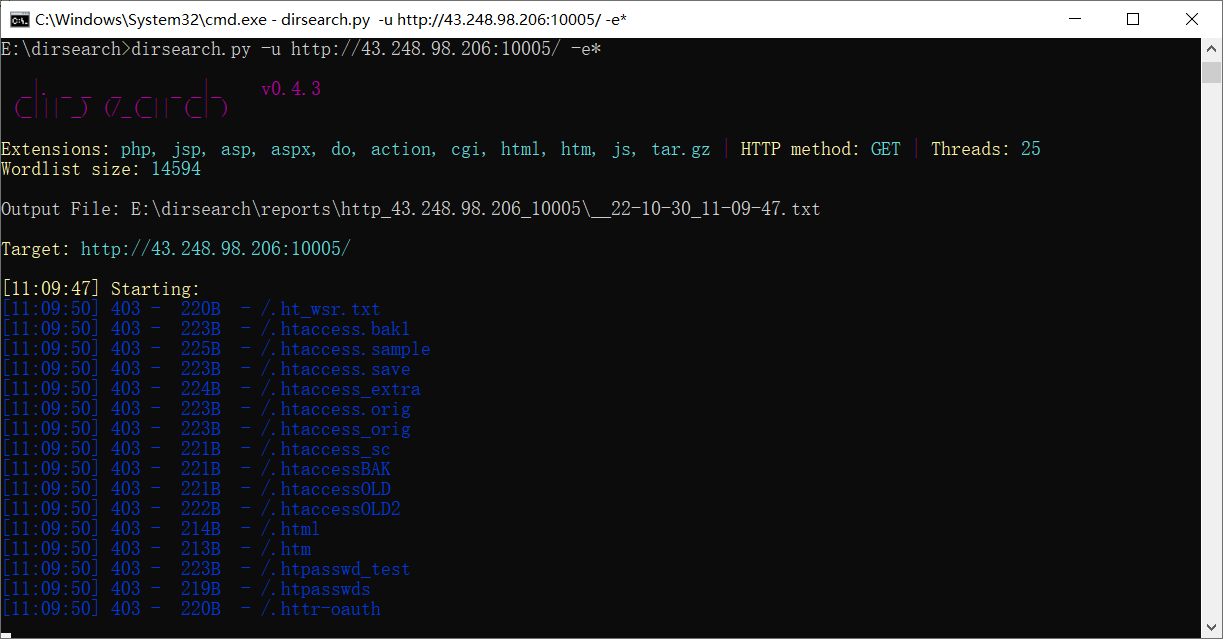 C:\Windows\System32\cmd.exe - dirsearch.py  -u http://43.248.98.206:10005/ -e*
E:\dirsearch>dirsearch.py -u http://43.248.98.206:10005/ -e*
dirsearch v0.4.3
Extensions: php, jsp, asp, aspx, do, action, cgi, html, htm, js, tar.gz | HTTP method: GET | Threads: 25
Wordlist size: 14594
Output File: E:\dirsearch\reports\http_43.248.98.206_10005\__22-10-30_11-09-47.txt
Target: http://43.248.98.206:10005/
[11:09:47] Starting:
[11:09:50] 403 -  220B  - /.ht_wsr.txt
[11:09:50] 403 -  223B  - /.htaccess.bak1
[11:09:50] 403 -  225B  - /.htaccess.sample
[11:09:50] 403 -  223B  - /.htaccess.save
[11:09:50] 403 -  224B  - /.htaccess_extra
[11:09:50] 403 -  223B  - /.htaccess.orig
[11:09:50] 403 -  223B  - /.htaccess_orig
[11:09:50] 403 -  221B  - /.htaccess_sc
[11:09:50] 403 -  221B  - /.htaccessBAK
[11:09:50] 403 -  221B  - /.htaccessOLD
[11:09:50] 403 -  222B  - /.htaccessOLD2
[11:09:50] 403 -  214B  - /.html
[11:09:50] 403 -  213B  - /.htm
[11:09:50] 403 -  223B  - /.htpasswd_test
[11:09:50] 403 -  219B  - /.htpasswds
[11:09:50] 403 -  220B  - /.httr-oauth